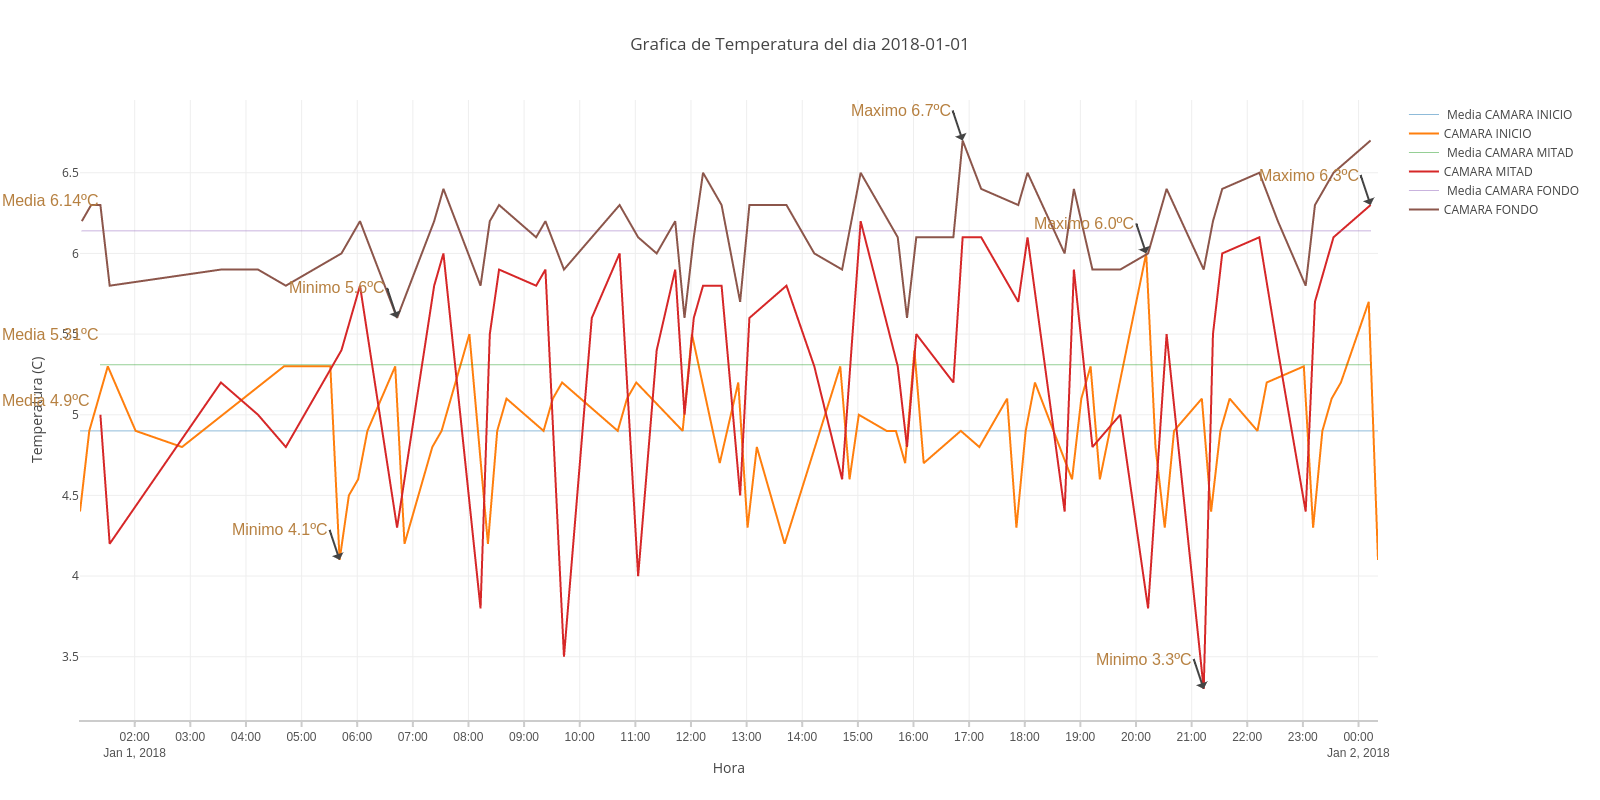 Grafica de Temperatura del dia 2018-01-01
Maximo 6.7ºC
Media CAMARA INICIO
CAMARA INICIO
Media CAMARA MITAD
CAMARA MITAD
Media CAMARA FONDO
CAMARA FONDO
6.5
Maximo 6.3ºC
Media 6.14ºC
Maximo 6.0ºC
6
Minimo 5.6ºC
Media 5.31ºC
5.5
Media 4.9ºC
5
Temperatura (C)
4.5
Minimo 4.1ºC
4
3.5
Minimo 3.3ºC
02:00 03:00 04:00 05:00 06:00 07:00 08:00 09:00 10:00 11:00 12:00 13:00 14:00 15:00 16:00 17:00 18:00 19:00 20:00 21:00 22:00 23:00 00:00
Jan 1, 2018 Jan 2, 2018
Hora